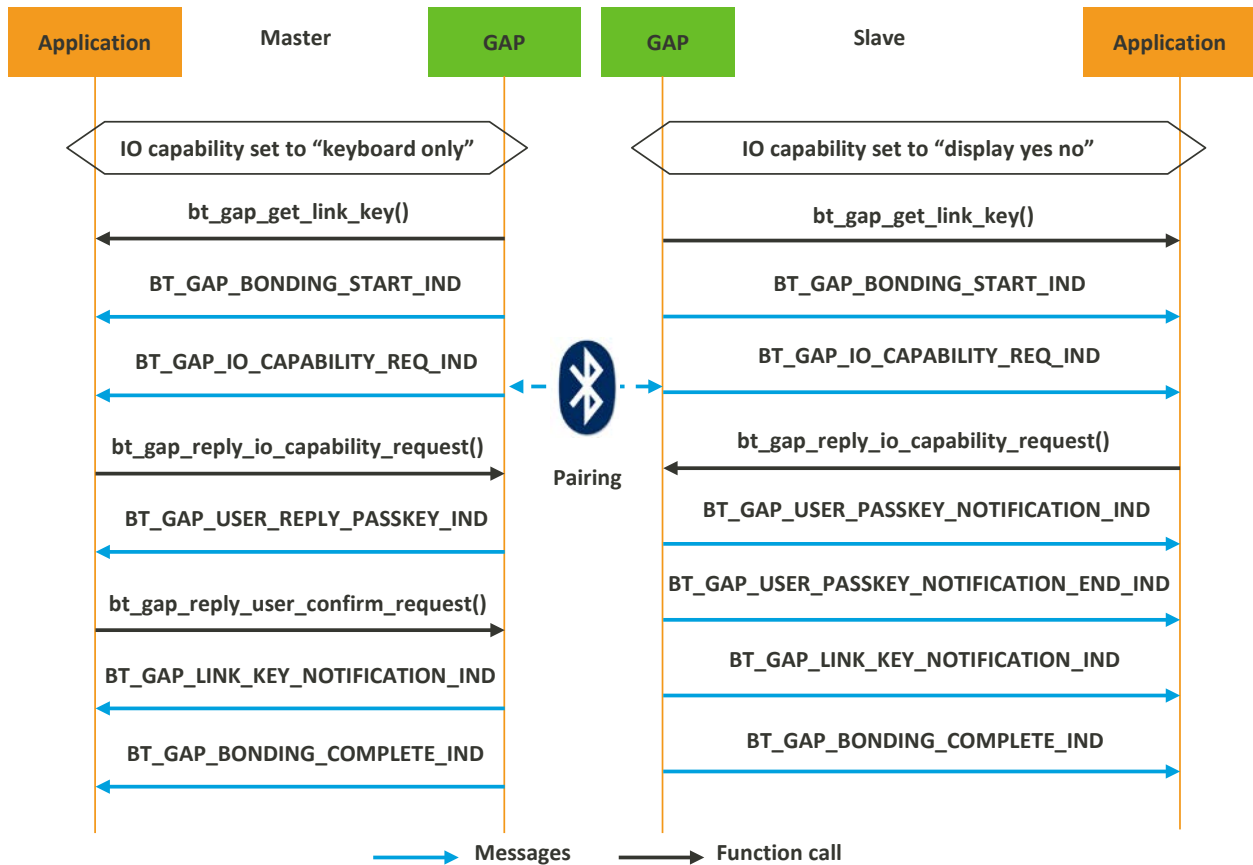 Application
Master
GAP
GAP
Slave
Application
IO capability set to “keyboard only”
IO capability set to “display yes no”
bt_gap_get_link_key()
bt_gap_get_link_key()
BT_GAP_BONDING_START_IND
BT_GAP_BONDING_START_IND
BT_GAP_IO_CAPABILITY_REQ_IND
BT_GAP_IO_CAPABILITY_REQ_IND
bt_gap_reply_io_capability_request()
bt_gap_reply_io_capability_request()
Pairing
BT_GAP_USER_REPLY_PASSKEY_IND
BT_GAP_USER_PASSKEY_NOTIFICATION_IND
BT_GAP_USER_PASSKEY_NOTIFICATION_END_IND
bt_gap_reply_user_confirm_request()
BT_GAP_LINK_KEY_NOTIFICATION_IND
BT_GAP_LINK_KEY_NOTIFICATION_IND
BT_GAP_BONDING_COMPLETE_IND
BT_GAP_BONDING_COMPLETE_IND
Messages
Function call